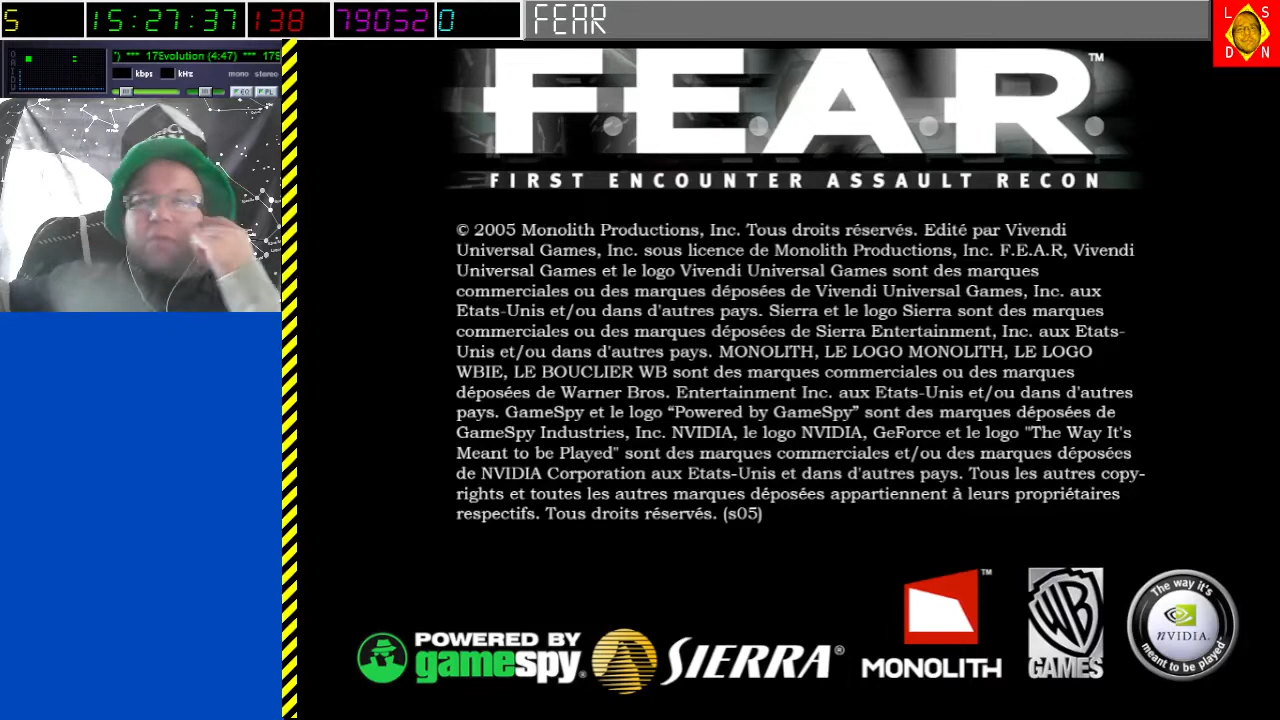 5 15:27:37 138 79052 0 FEAR
L S
D N
') *** 175evolution (4:47) *** 175
kbps kHz mono stereo
EQ PL
F.E.A.R.™
FIRST ENCOUNTER ASSAULT RECON
© 2005 Monolith Productions, Inc. Tous droits réservés. Edité par Vivendi
Universal Games, Inc. sous licence de Monolith Productions, Inc. F.E.A.R, Vivendi
Universal Games et le logo Vivendi Universal Games sont des marques
commerciales ou des marques déposées de Vivendi Universal Games, Inc. aux
Etats-Unis et/ou dans d'autres pays. Sierra et le logo Sierra sont des marques
commerciales ou des marques déposées de Sierra Entertainment, Inc. aux Etats-
Unis et/ou dans d'autres pays. MONOLITH, LE LOGO MONOLITH, LE LOGO
WBIE, LE BOUCLIER WB sont des marques commerciales ou des marques
déposées de Warner Bros. Entertainment Inc. aux Etats-Unis et/ou dans d'autres
pays. GameSpy et le logo “Powered by GameSpy” sont des marques déposées de
GameSpy Industries, Inc. NVIDIA, le logo NVIDIA, GeForce et le logo "The Way It's
Meant to be Played" sont des marques commerciales et/ou des marques déposées
de NVIDIA Corporation aux Etats-Unis et dans d'autres pays. Tous les autres copy-
rights et toutes les autres marques déposées appartiennent à leurs propriétaires
respectifs. Tous droits réservés. (s05)
POWERED BY
gamespy®
SIERRA®
MONOLITH™
WB
GAMES
The way it's
nVIDIA.
meant to be played